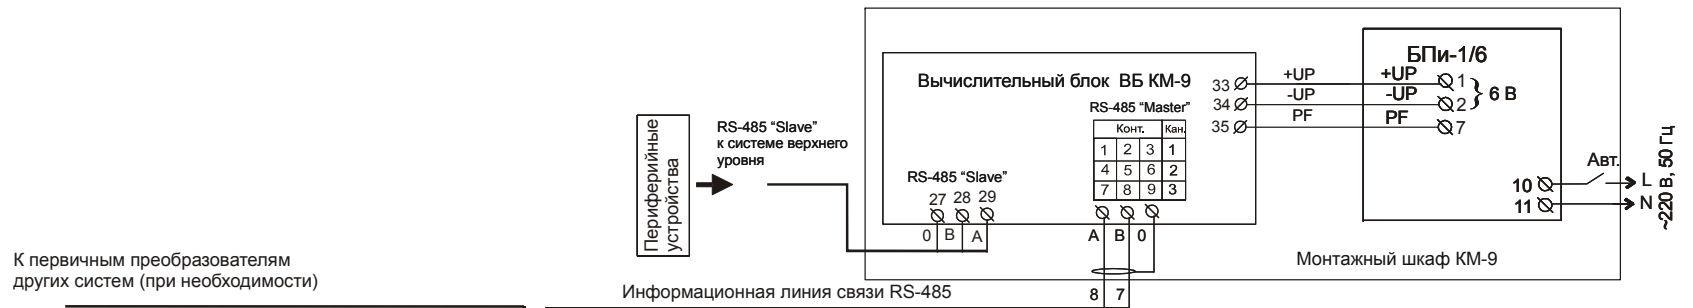 БПи-1/6
Вычислительный блок ВБ КМ-9
33
+UP
+UP
1
34
-UP
-UP
2
6 В
35
PF
PF
7
RS-485 “Master”
Конт.
Кан.
1 2 3 1
4 5 6 2
7 8 9 3
Периферийные
устройства
RS-485 “Slave”
к системе верхнего
уровня
RS-485 “Slave”
27 28 29
0 В А
А В 0
Авт.
10
L
11
N
~220 В, 50 Гц
Монтажный шкаф КМ-9
К первичным преобразователям
других систем (при необходимости)
Информационная линия связи RS-485
8 7